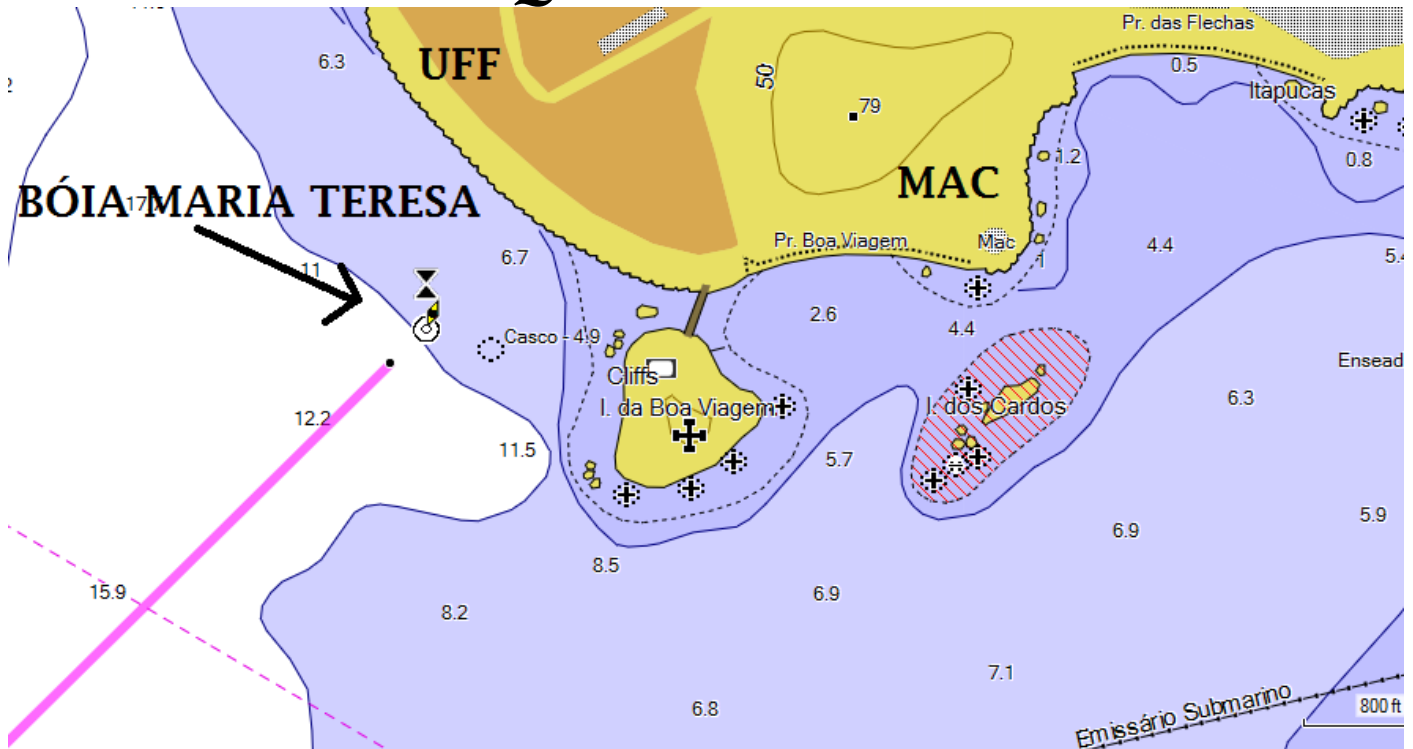 Pr. das Flechas
UFF
6.3
0.5
50
79
Itapucas
1.2
0.8
MAC
BÓIA MARIA TERESA
17
Pr. Boa Viagem
Mac
4.4
6.7
1
11
2.6
4.4
Casco - 4.9
Ensead
Cliffs
I. da Boa Viagem
I. dos Cardos
6.3
12.2
11.5
5.7
5.9
6.9
8.5
15.9
6.9
8.2
7.1
6.8
Emissário Submarino
800 ft